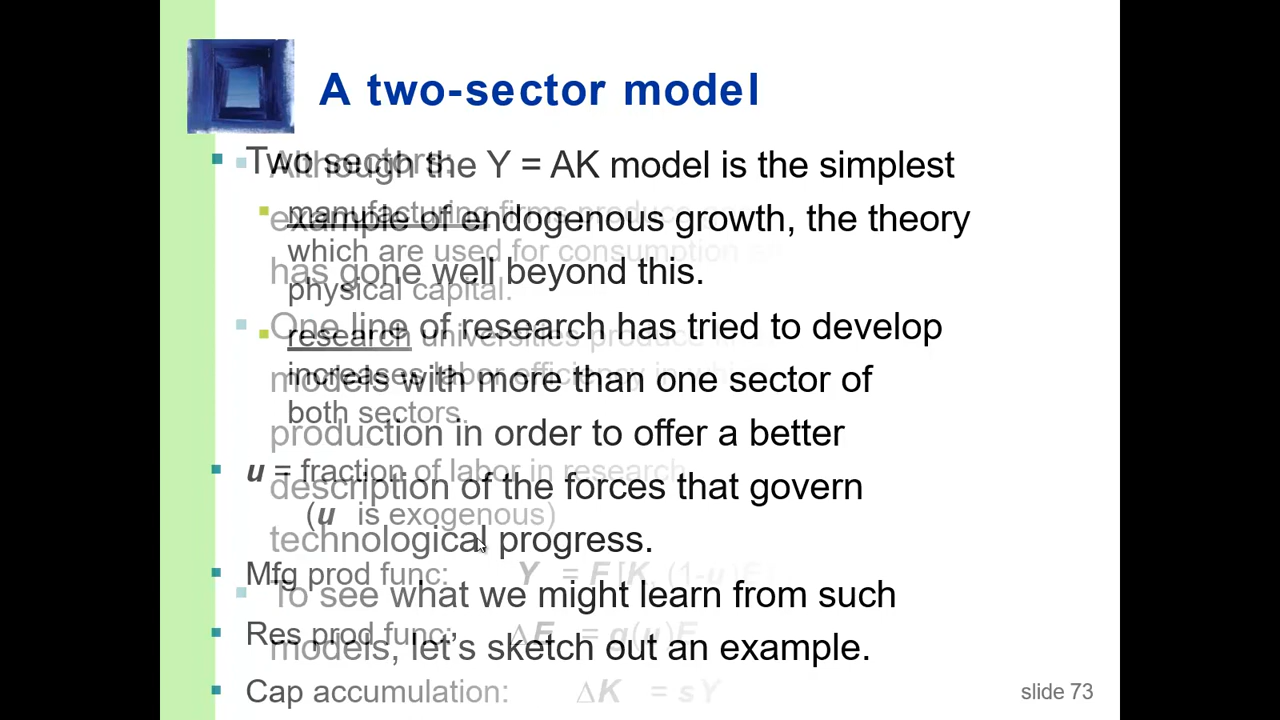 A two-sector model
Although the Y = AK model is the simplest
example of endogenous growth, the theory
has gone well beyond this.
One line of research has tried to develop
models with more than one sector of
production in order to offer a better
description of the forces that govern
technological progress.
To see what we might learn from such
models, let's sketch out an example.
Two sectors:
manufacturing firms produce
which are used for consumption
physical capital.
research universities produce
increases labor efficiency in
both sectors.
u = fraction of labor in research
(u is exogenous)
Mfg prod func: Y = F [K, (1-u)E
Res prod func: ΔE = g(u)E
Cap accumulation: ΔK = sY
slide 73